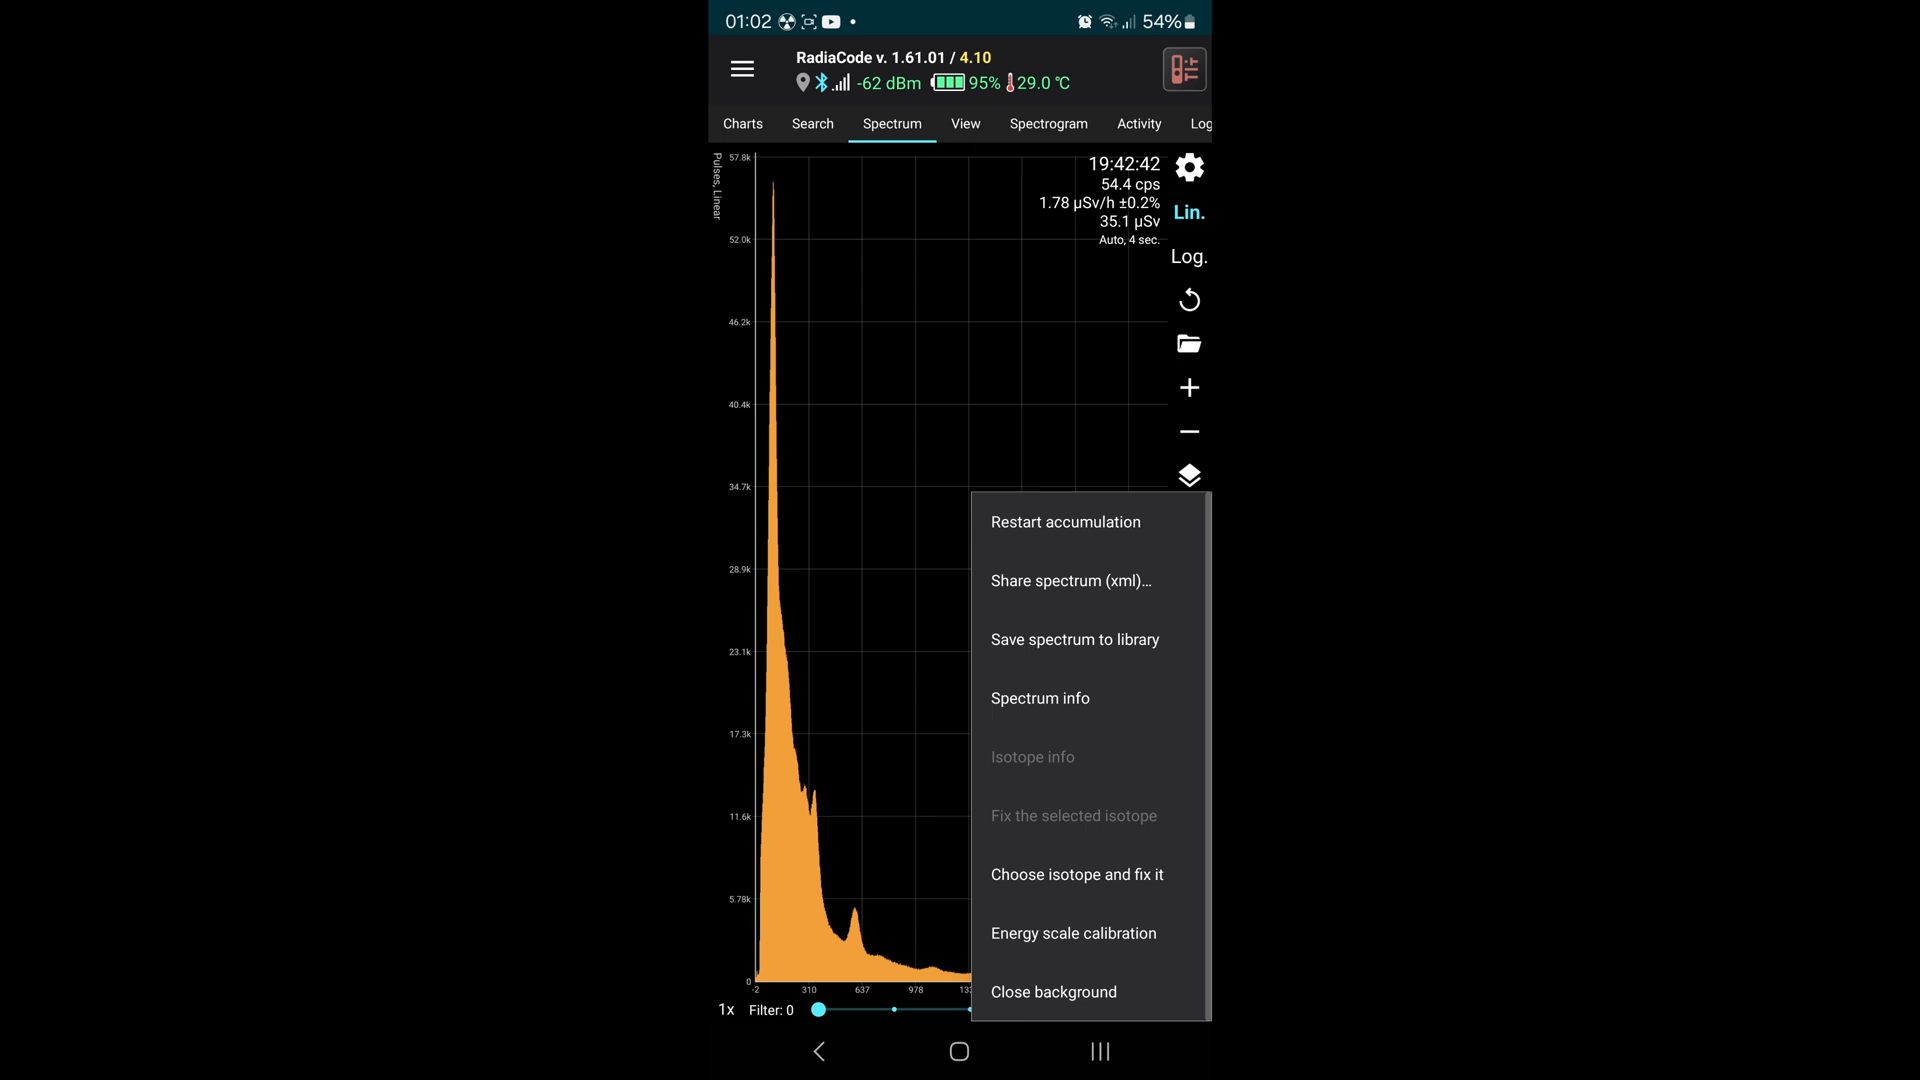 01:02
54%
RadiaCode v. 1.61.01 / 4.10
-62 dBm 95% 29.0 °C
Charts Search Spectrum View Spectrogram Activity Log
Pulses, Linear
57.8k
52.0k
46.2k
40.4k
34.7k
28.9k
23.1k
17.3k
11.6k
5.78k
0
-2 310 637 978 13
19:42:42
54.4 cps
1.78 µSv/h ±0.2%
35.1 µSv
Auto, 4 sec.
Lin.
Log.
Restart accumulation
Share spectrum (xml)...
Save spectrum to library
Spectrum info
Isotope info
Fix the selected isotope
Choose isotope and fix it
Energy scale calibration
Close background
1x Filter: 0